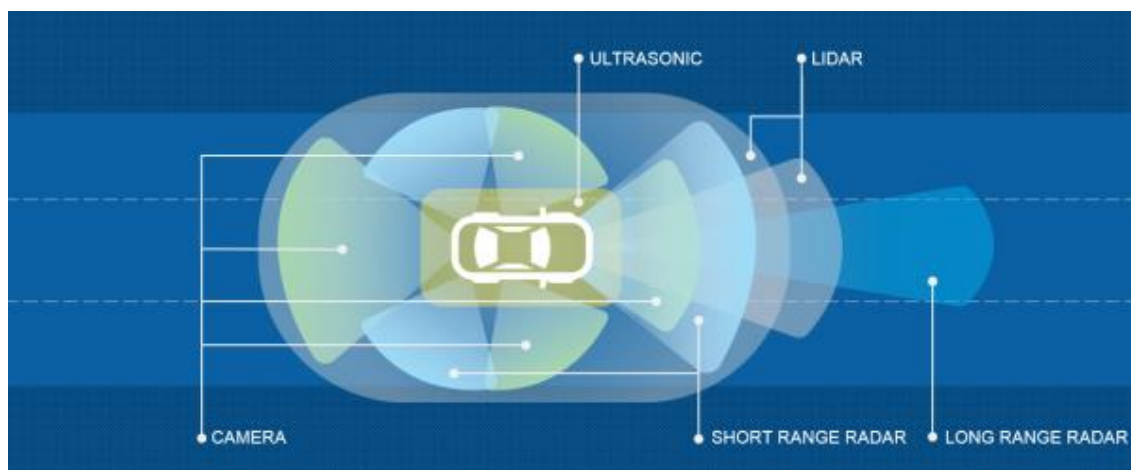 ULTRASONIC
LIDAR
CAMERA
SHORT RANGE RADAR
LONG RANGE RADAR